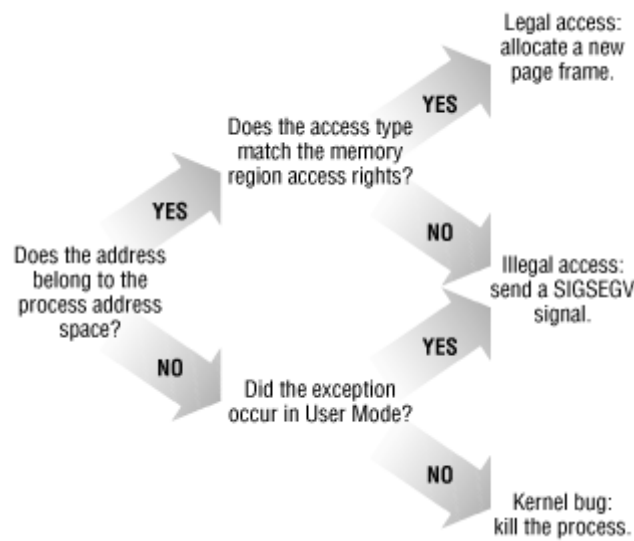 Legal access:
allocate a new
page frame.
YES
Does the access type
match the memory
region access rights?
YES
NO
Does the address
belong to the
process address
space?
Illegal access:
send a SIGSEGV
signal.
NO
YES
Did the exception
occur in User Mode?
NO
Kernel bug:
kill the process.